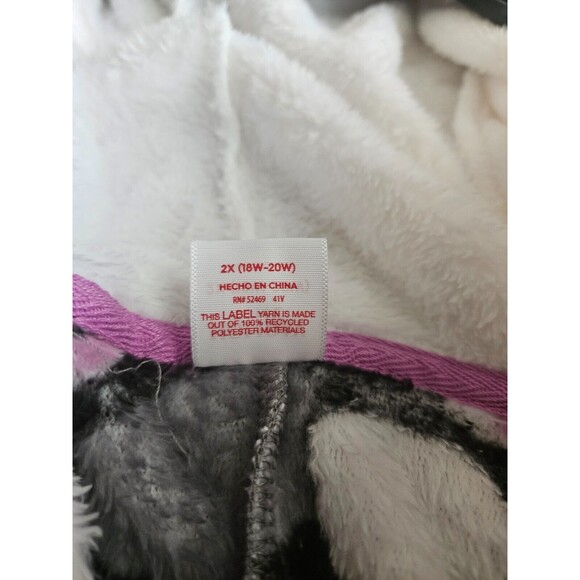 2X (18W-20W)
HECHO EN CHINA
RN# 52469 41V
THIS LABEL YARN IS MADE
OUT OF 100% RECYCLED
POLYESTER MATERIALS